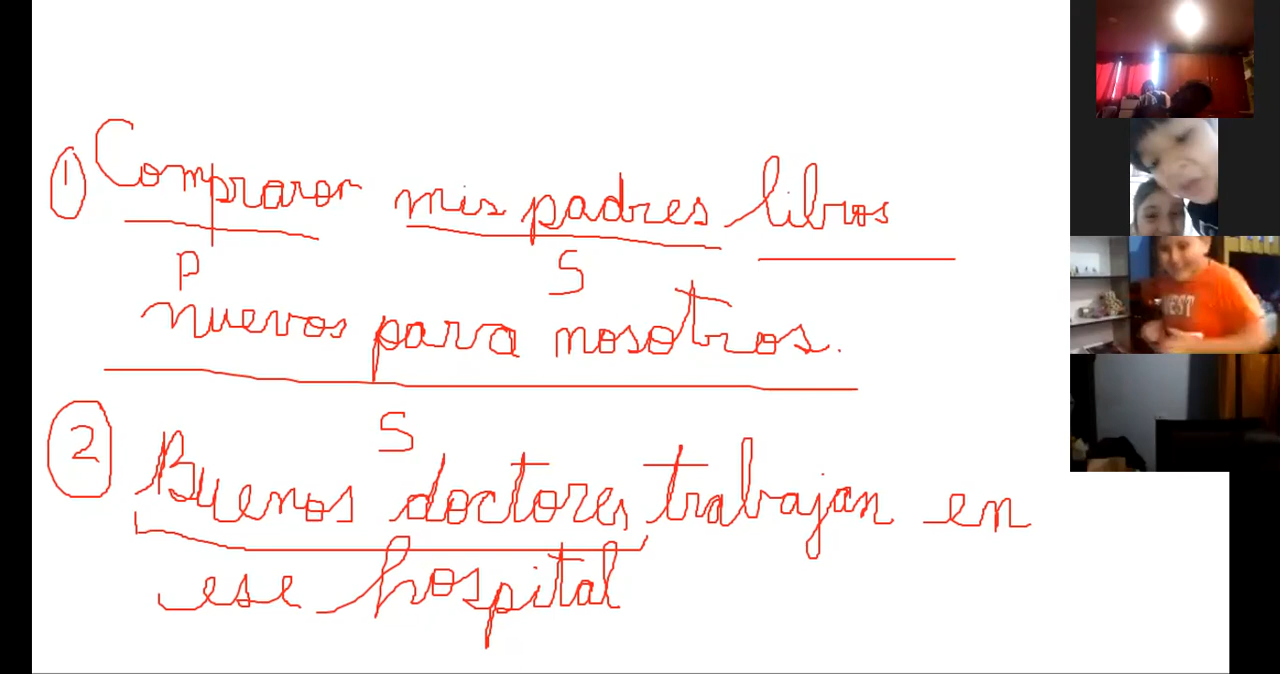 1 Compraron mis padres libros
P S
nuevos para nosotros.
S
2 Buenos doctores trabajan en
ese hospital